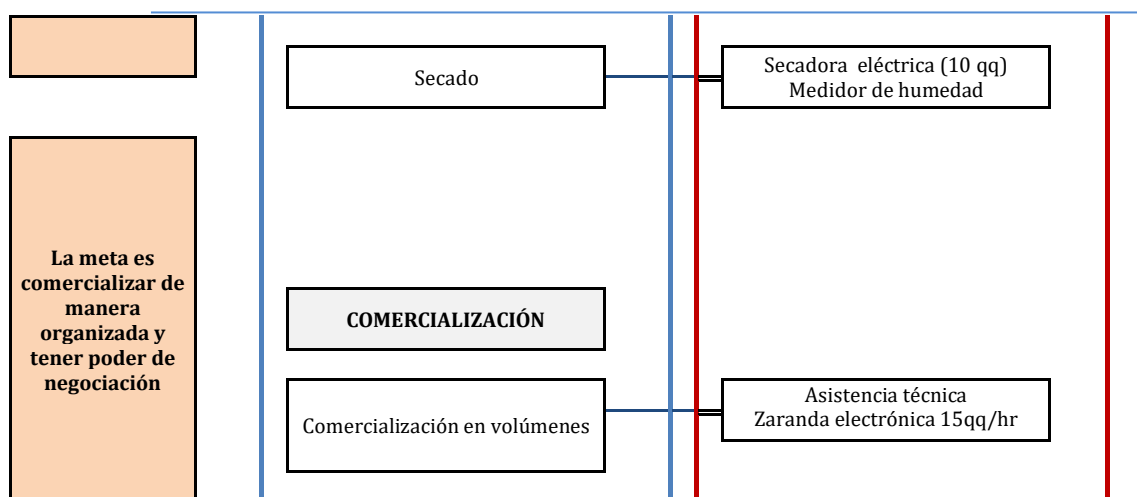 Secado
Secadora  eléctrica (10 qq)
Medidor de humedad
La meta es
comercializar de
manera
organizada y
tener poder de
negociación
COMERCIALIZACIÓN
Comercialización en volúmenes
Asistencia técnica
Zaranda electrónica 15qq/hr